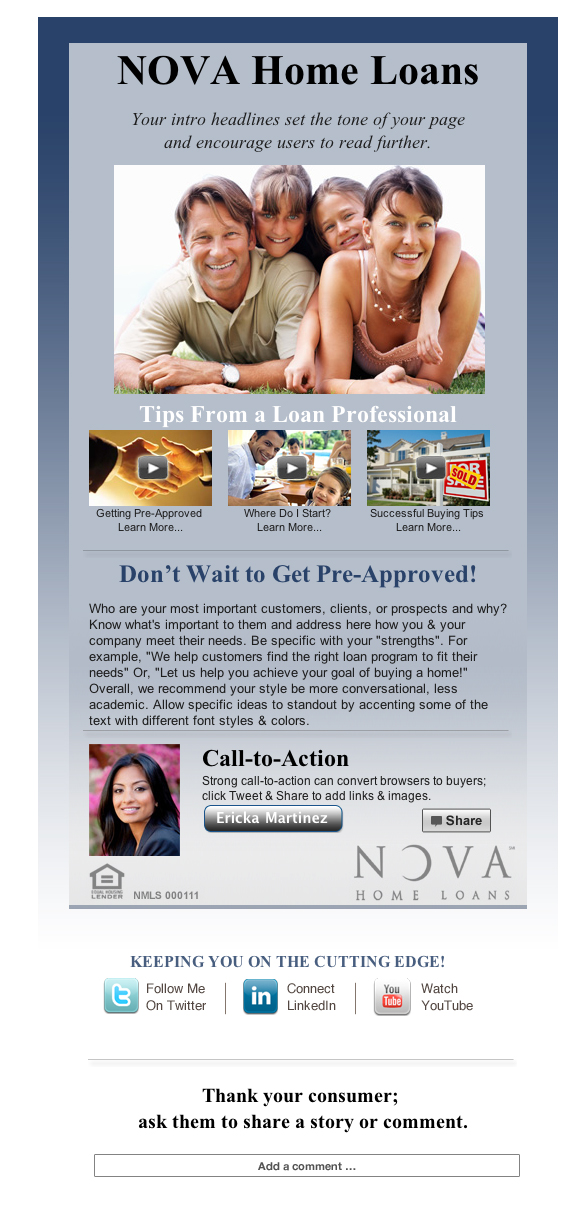 NOVA Home Loans
Your intro headlines set the tone of your page
and encourage users to read further.
Tips From a Loan Professional
FOR
SALE
SOLD
Getting Pre-Approved
Learn More...
Where Do I Start?
Learn More...
Successful Buying Tips
Learn More...
Don’t Wait to Get Pre-Approved!
Who are your most important customers, clients, or prospects and why?
Know what's important to them and address here how you & your
company meet their needs. Be specific with your "strengths". For
example, "We help customers find the right loan program to fit their
needs" Or, "Let us help you achieve your goal of buying a home!"
Overall, we recommend your style be more conversational, less
academic. Allow specific ideas to standout by accenting some of the
text with different font styles & colors.
Call-to-Action
Strong call-to-action can convert browsers to buyers;
click Tweet & Share to add links & images.
Ericka Martinez
Share
NOVA
HOME LOANS
EQUAL HOUSING
LENDER
NMLS 000111
KEEPING YOU ON THE CUTTING EDGE!
Follow Me
On Twitter
in
Connect
LinkedIn
You
Tube
Watch
YouTube
Thank your consumer;
ask them to share a story or comment.
Add a comment ...